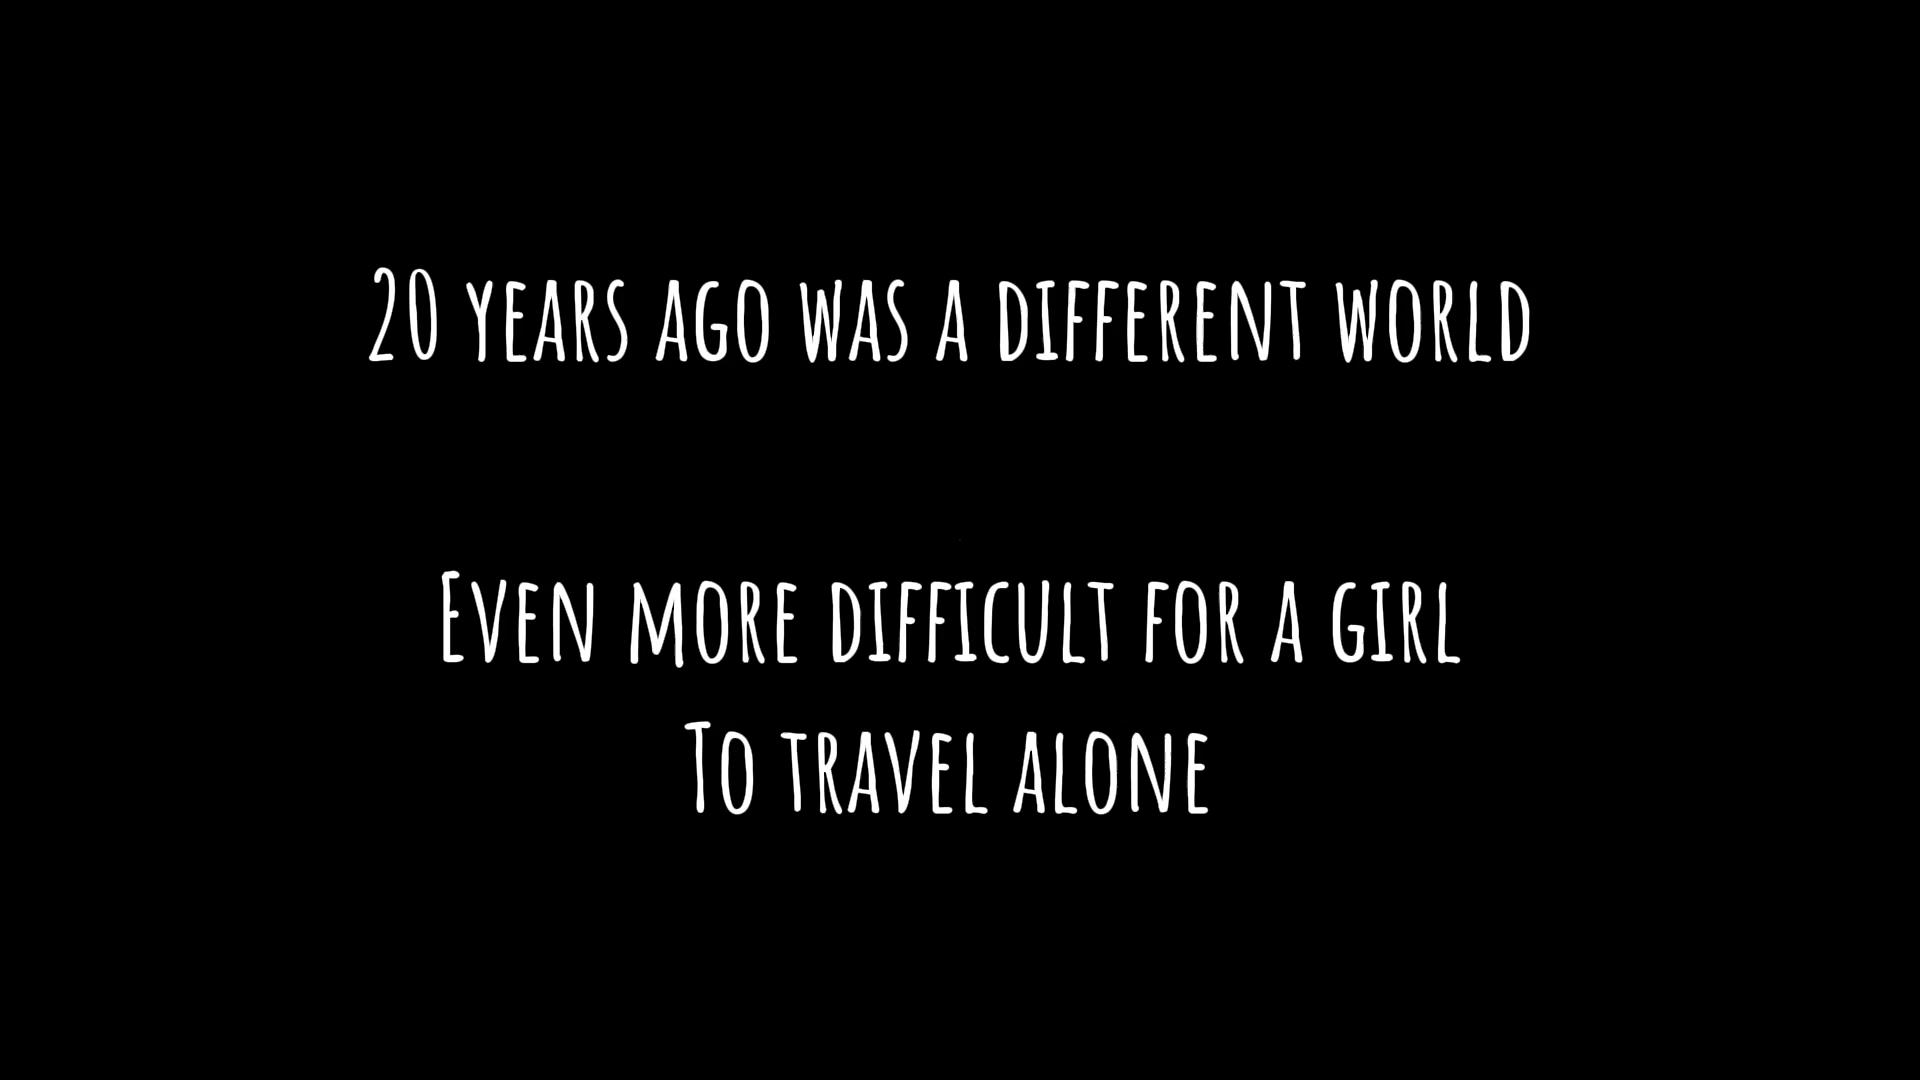 20 years ago was a different world
Even more difficult for a girl
To travel alone